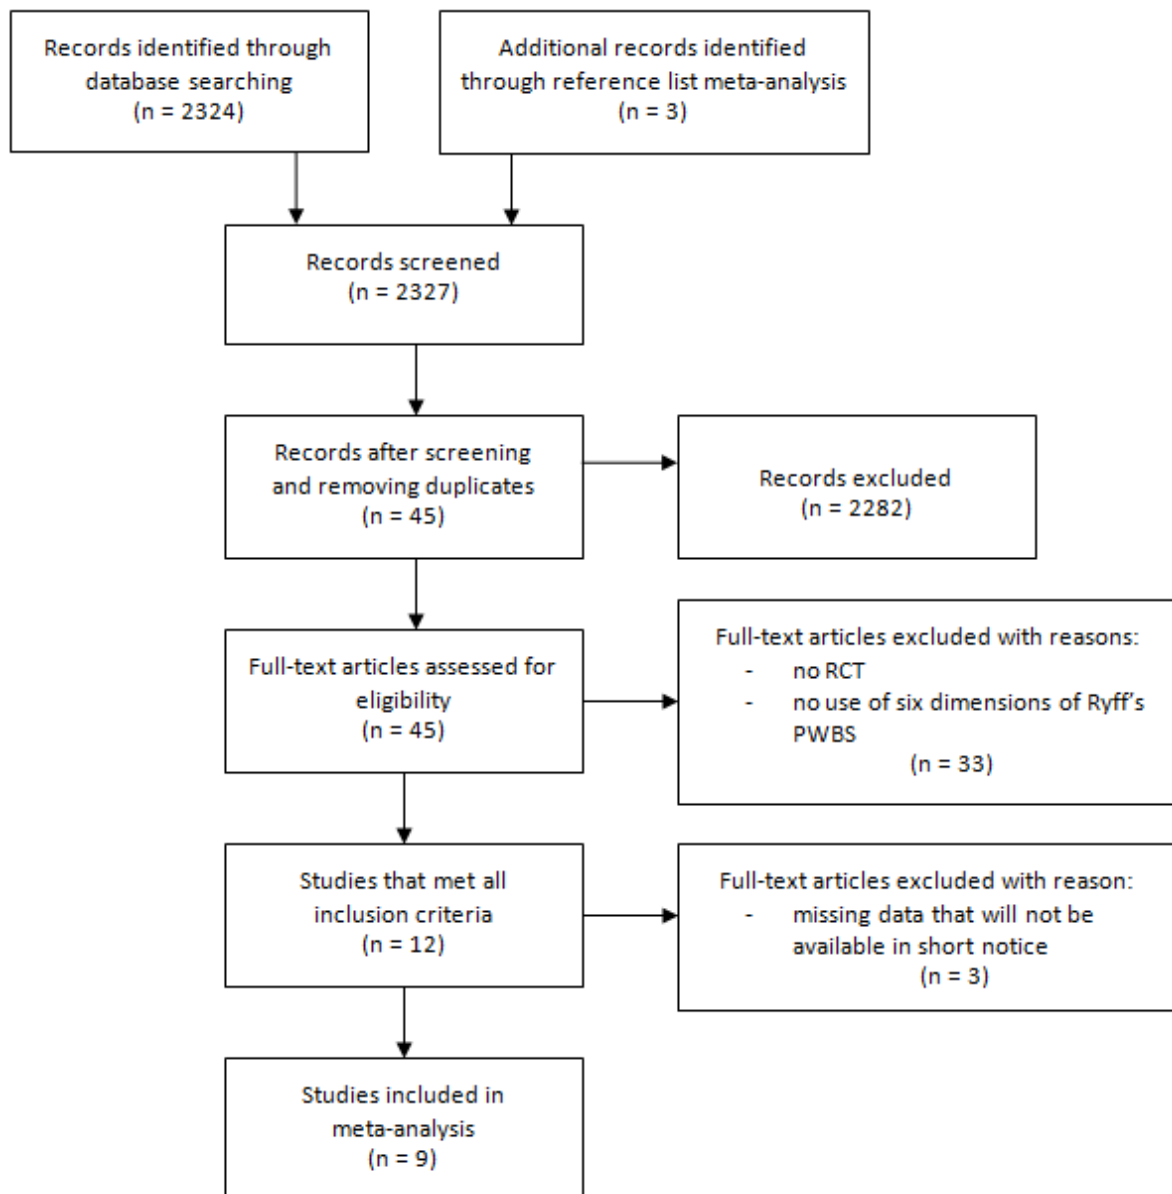 Records identified through
database searching
(n = 2324)
Additional records identified
through reference list meta-analysis
(n = 3)
Records screened
(n = 2327)
Records after screening
and removing duplicates
(n = 45)
Records excluded
(n = 2282)
Full-text articles assessed for
eligibility
(n = 45)
Full-text articles excluded with reasons:
- no RCT
- no use of six dimensions of Ryff's
PWBS
(n = 33)
Studies that met all
inclusion criteria
(n = 12)
Full-text articles excluded with reason:
- missing data that will not be
available in short notice
(n = 3)
Studies included in
meta-analysis
(n = 9)